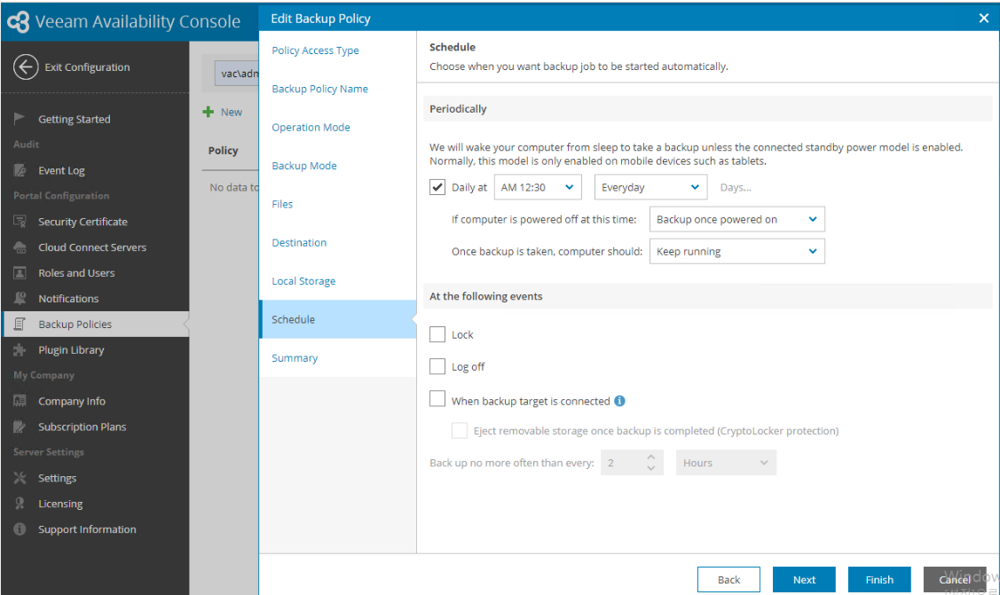 Veeam Availability Console
Edit Backup Policy
Exit Configuration
Getting Started
Audit
Event Log
Portal Configuration
Security Certificate
Cloud Connect Servers
Roles and Users
Notifications
Backup Policies
Plugin Library
My Company
Company Info
Subscription Plans
Server Settings
Settings
Licensing
Support Information
vac\adm
New
Policy
No data to
Policy Access Type
Backup Policy Name
Operation Mode
Backup Mode
Files
Destination
Local Storage
Schedule
Summary
Schedule
Choose when you want backup job to be started automatically.
Periodically
We will wake your computer from sleep to take a backup unless the connected standby power model is enabled.
Normally, this model is only enabled on mobile devices such as tablets.
Daily at AM 12:30 Everyday Days...
If computer is powered off at this time: Backup once powered on
Once backup is taken, computer should: Keep running
At the following events
Lock
Log off
When backup target is connected
Eject removable storage once backup is completed (CryptoLocker protection)
Back up no more often than every: 2 Hours
Back Next Finish Cancel
Window